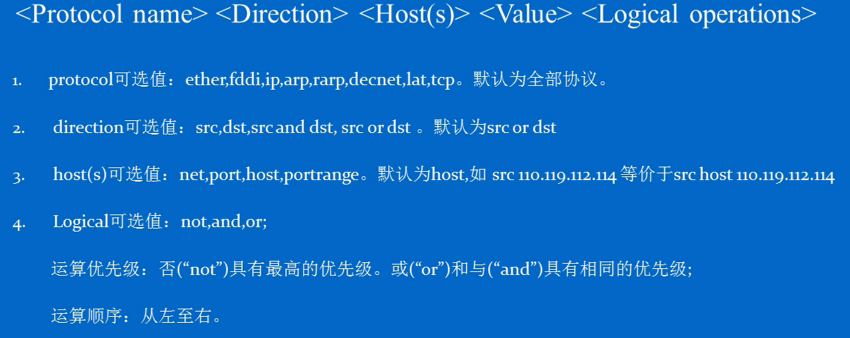 <Protocol name> <Direction> <Host(s)> <Value> <Logical operations>
1. protocol可选值：ether,fddi,ip,arp,rarp,decnet,lat,tcp。默认为全部协议。
2. direction可选值：src,dst,src and dst, src or dst 。默认为src or dst
3. host(s)可选值：net,port,host,portrange。默认为host,如 src 110.119.112.114 等价于src host 110.119.112.114
4. Logical可选值：not,and,or;
运算优先级：否(“not”)具有最高的优先级。或(“or”)和与(“and”)具有相同的优先级;
运算顺序：从左至右。